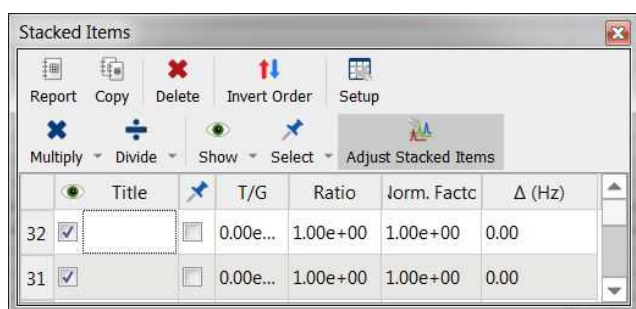 Stacked Items
Report Copy Delete Invert Order Setup
Multiply Divide Show Select Adjust Stacked Items
Title T/G Ratio Norm. Facto Δ (Hz)
32 0.00e... 1.00e+00 1.00e+00 0.00
31 0.00e... 1.00e+00 1.00e+00 0.00